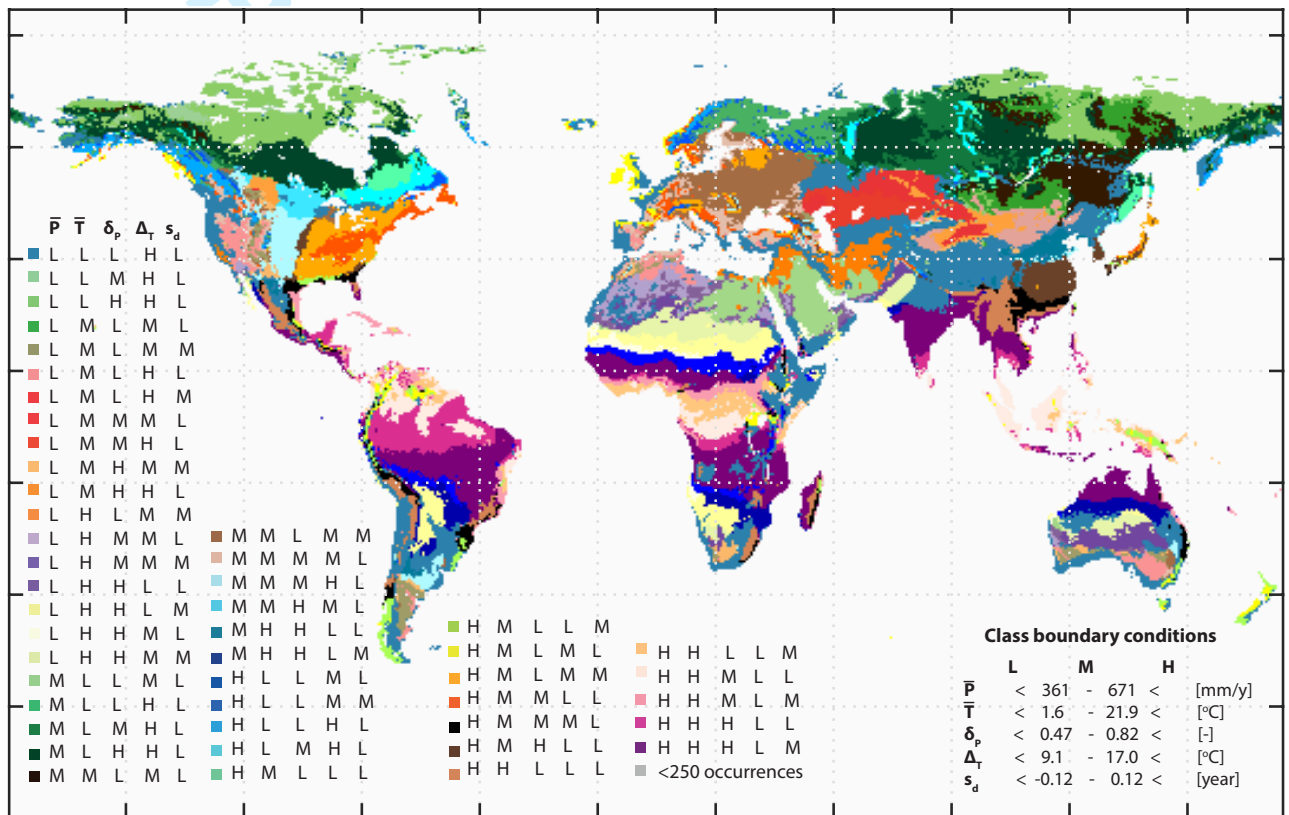 P̅ T̅ δP ΔT sd
L L L H L
L L M H L
L L H H L
L M L M L
L M L M M
L M L H L
L M L H M
L M M M L
L M M H L
L M H M M
L M H H L
L H L M M
L H M M L
L H M M M
L H H L L
L H H L M
L H H M L
L H H M M
M L L M L
M L L H L
M L M H L
M L H H L
M M L M L
M M L M M
M M M M L
M M M H L
M M H M L
M H H L L
M H H L M
H L L M L
H L L M M
H L L H L
H L M H L
H M L L L
H M L L M
H M L M L
H M L M M
H M M L L
H M M M L
H M H L L
H H L L L
H H L L M
H H M L L
H H M L M
H H H L L
H H H L M
<250 occurrences
Class boundary conditions
L M H
P̅ < 361 - 671 < [mm/y]
T̅ < 1.6 - 21.9 < [°C]
δP < 0.47 - 0.82 < [-]
ΔT < 9.1 - 17.0 < [°C]
sd < -0.12 - 0.12 < [year]